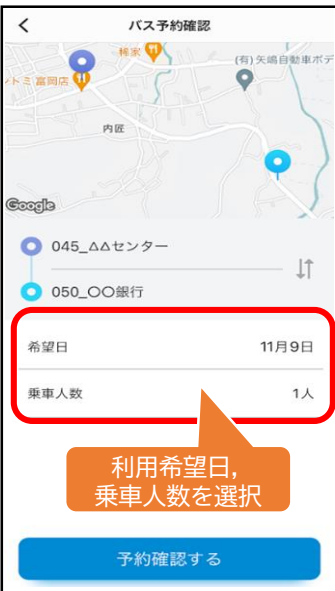 バス予約確認
稀家
(有)矢嶋自動車ボデ
トミ富岡店
内匠
Google
045_△△センター
050_〇〇銀行
希望日 11月9日
乗車人数 1人
利用希望日,
乗車人数を選択
予約確認する